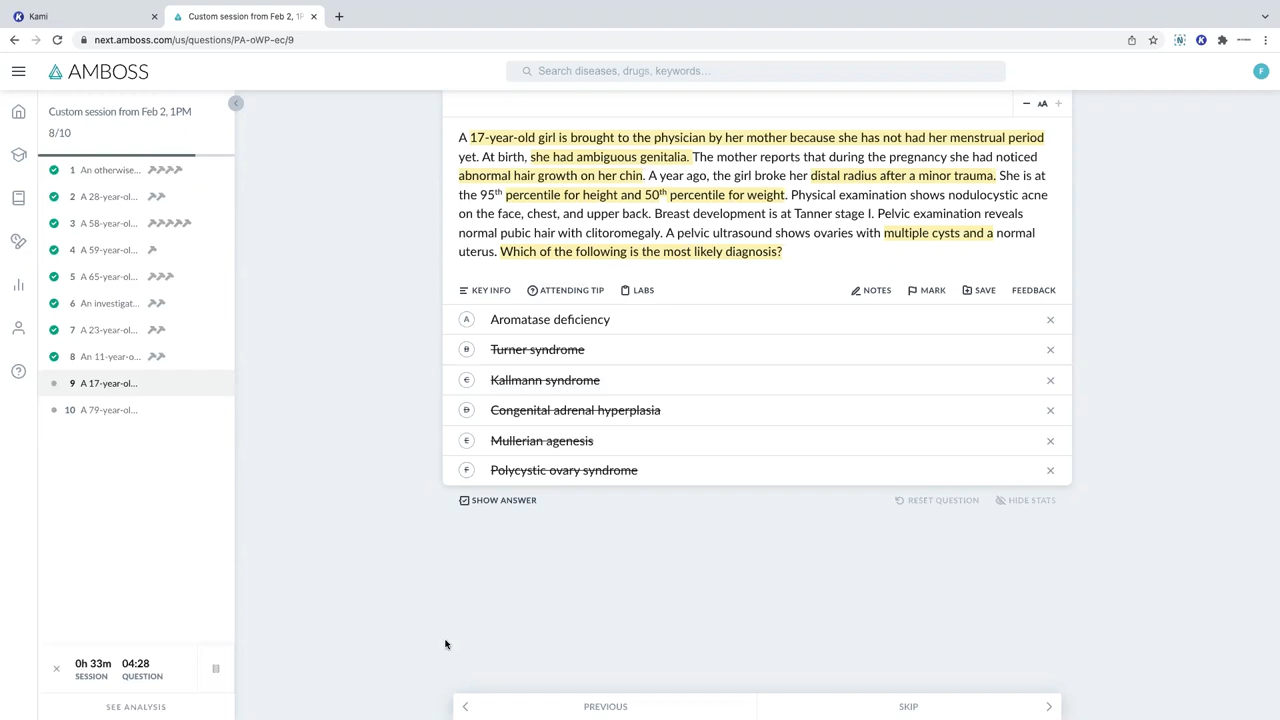 Kami
Custom session from Feb 2, 1P
next.amboss.com/us/questions/PA-oWP-ec/9
AMBOSS
Search diseases, drugs, keywords…
F
Custom session from Feb 2, 1PM
8/10
1 An otherwise...
2 A 28-year-ol...
3 A 58-year-ol...
4 A 59-year-ol...
5 A 65-year-ol...
6 An investigat...
7 A 23-year-ol...
8 An 11-year-o...
9 A 17-year-ol...
10 A 79-year-ol...
0h 33m 04:28
SESSION QUESTION
SEE ANALYSIS
AA
A 17-year-old girl is brought to the physician by her mother because she has not had her menstrual period
yet. At birth, she had ambiguous genitalia. The mother reports that during the pregnancy she had noticed
abnormal hair growth on her chin. A year ago, the girl broke her distal radius after a minor trauma. She is at
the 95th percentile for height and 50th percentile for weight. Physical examination shows nodulocystic acne
on the face, chest, and upper back. Breast development is at Tanner stage I. Pelvic examination reveals
normal pubic hair with clitoromegaly. A pelvic ultrasound shows ovaries with multiple cysts and a normal
uterus. Which of the following is the most likely diagnosis?
KEY INFO ATTENDING TIP LABS NOTES MARK SAVE FEEDBACK
A Aromatase deficiency
B Turner syndrome
C Kallmann syndrome
D Congenital adrenal hyperplasia
E Mullerian agenesis
F Polycystic ovary syndrome
SHOW ANSWER RESET QUESTION HIDE STATS
PREVIOUS SKIP